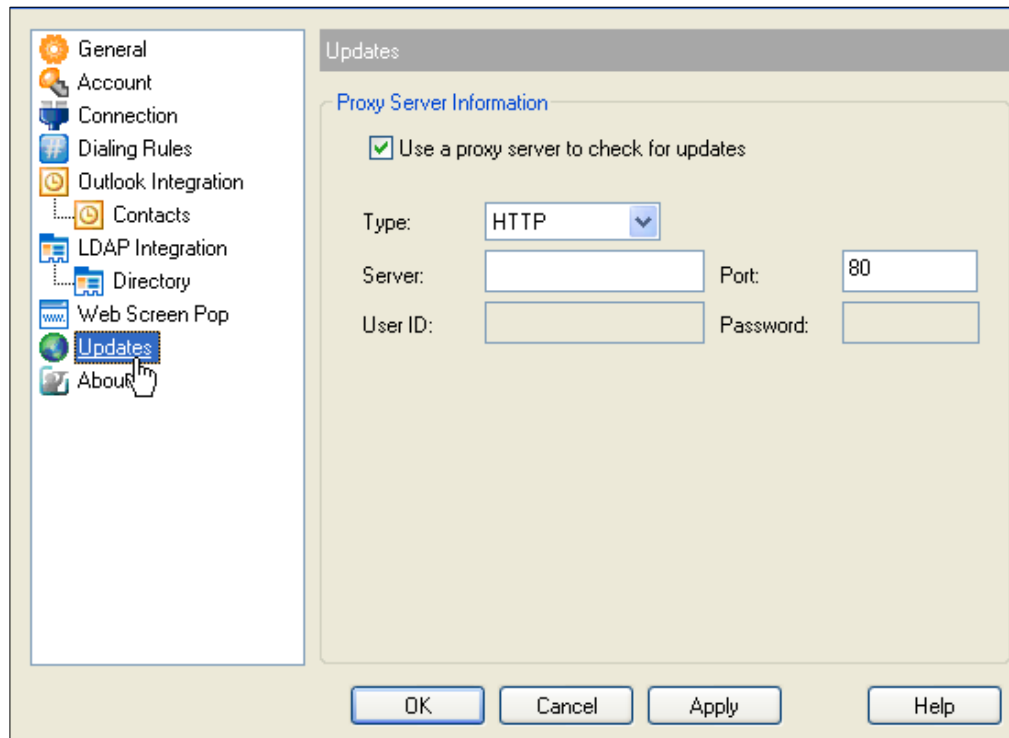 General
Account
Connection
Dialing Rules
Outlook Integration
Contacts
LDAP Integration
Directory
Web Screen Pop
Updates
About
Updates
Proxy Server Information
Use a proxy server to check for updates
Type: HTTP
Server: Port: 80
User ID: Password:
OK Cancel Apply Help